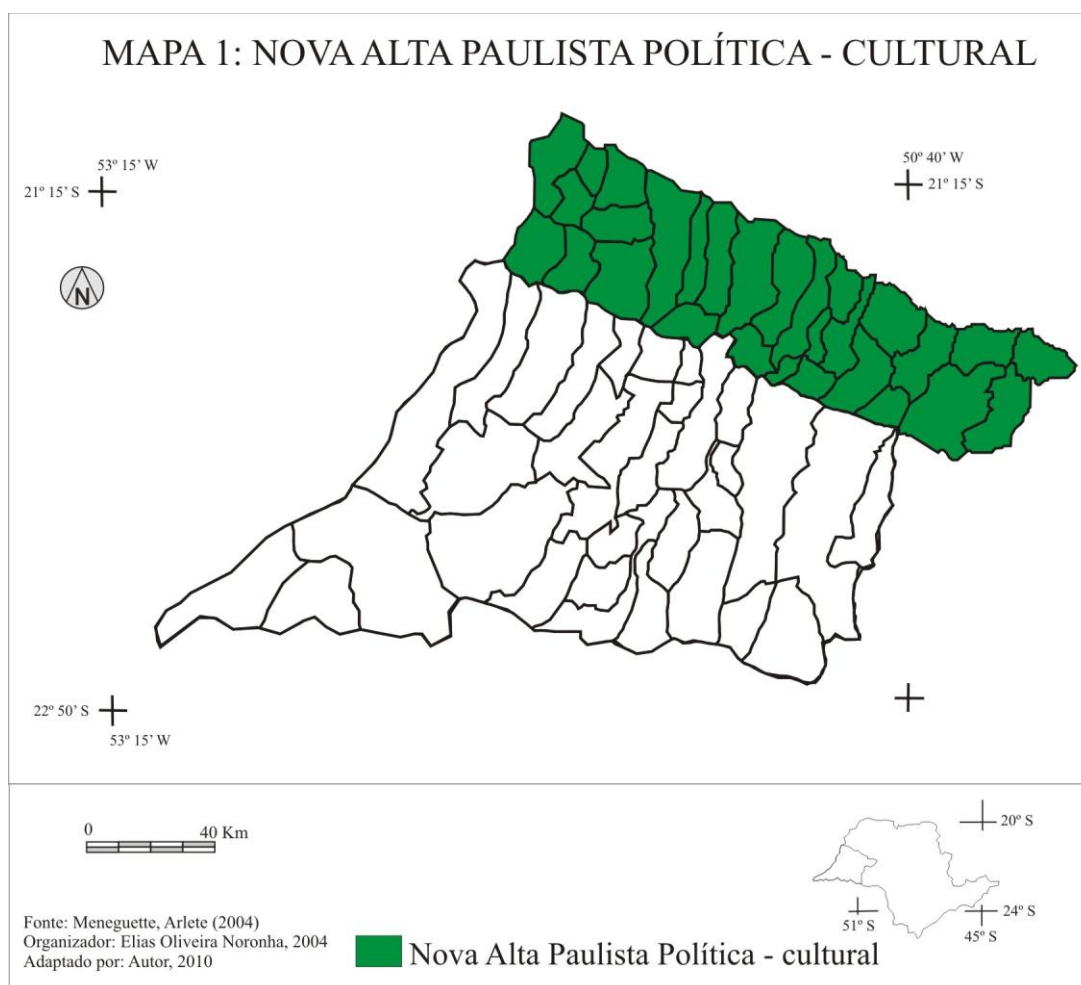 MAPA 1: NOVA ALTA PAULISTA POLÍTICA - CULTURAL
53º 15' W
21º 15' S
50º 40' W
21º 15' S
N
22º 50' S
53º 15' W
0 40 Km
20º S
24º S
51º S
45º S
Fonte: Meneguette, Arlete (2004)
Organizador: Elias Oliveira Noronha, 2004
Adaptado por: Autor, 2010
Nova Alta Paulista Política - cultural